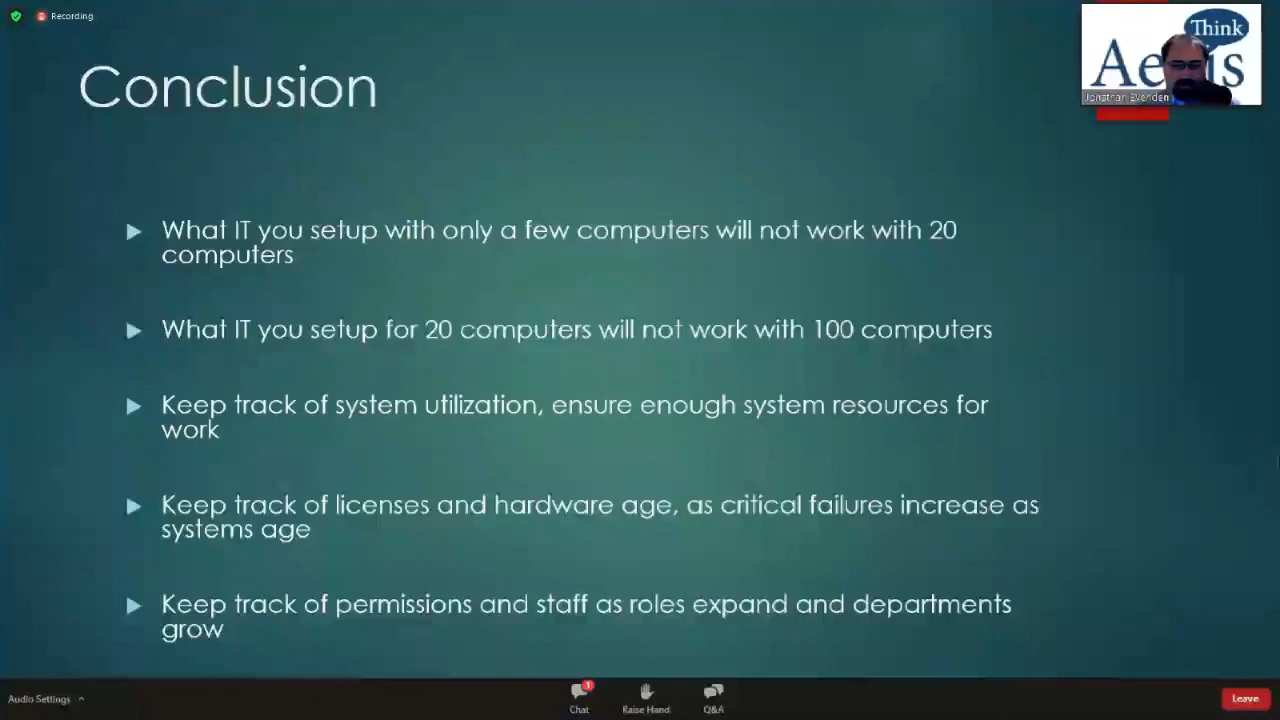 Recording
Think
Ae is
Jonathan Evenden
Conclusion
What IT you setup with only a few computers will not work with 20
computers
What IT you setup for 20 computers will not work with 100 computers
Keep track of system utilization, ensure enough system resources for
work
Keep track of licenses and hardware age, as critical failures increase as
systems age
Keep track of permissions and staff as roles expand and departments
grow
Audio Settings
1
Chat
Raise Hand
Q&A
Leave